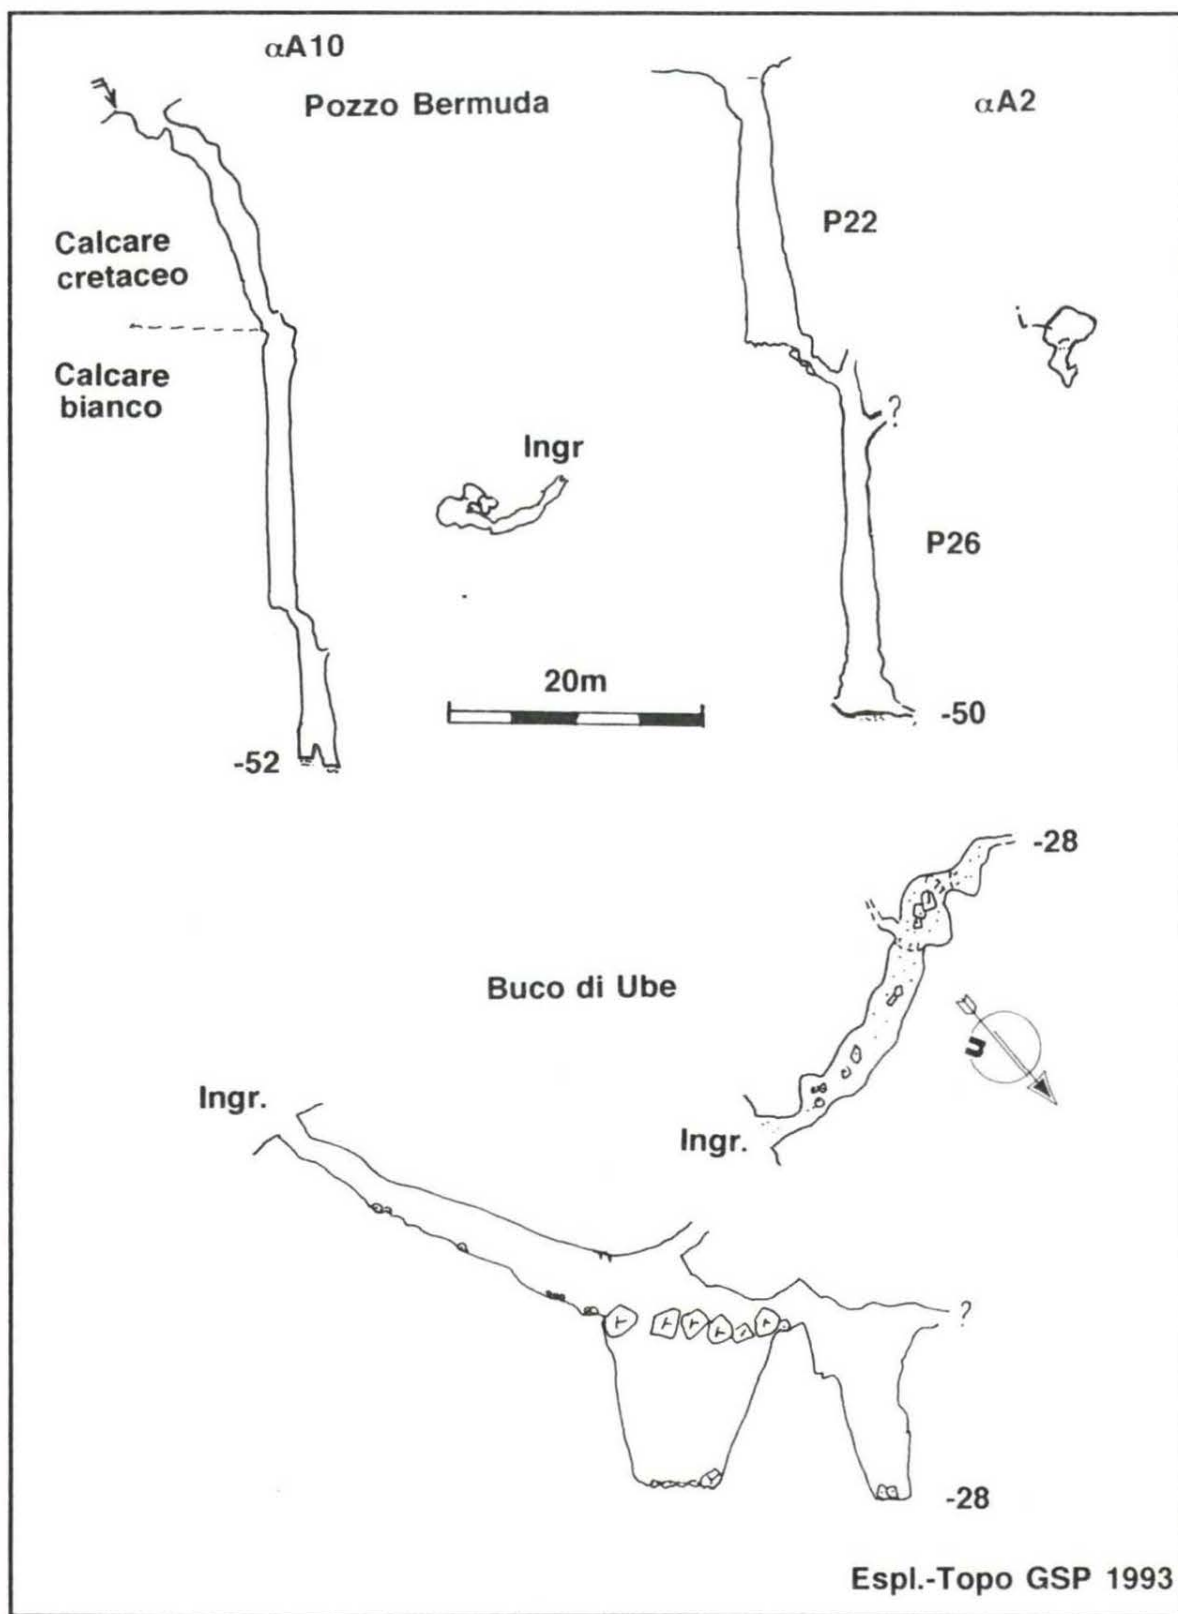 αA10
Pozzo Bermuda
αA2
P22
Calcare
cretaceo
Calcare
bianco
?
Ingr
P26
20m
-50
-52
-28
Buco di Ube
n
Ingr.
Ingr.
?
-28
Espl.-Topo GSP 1993